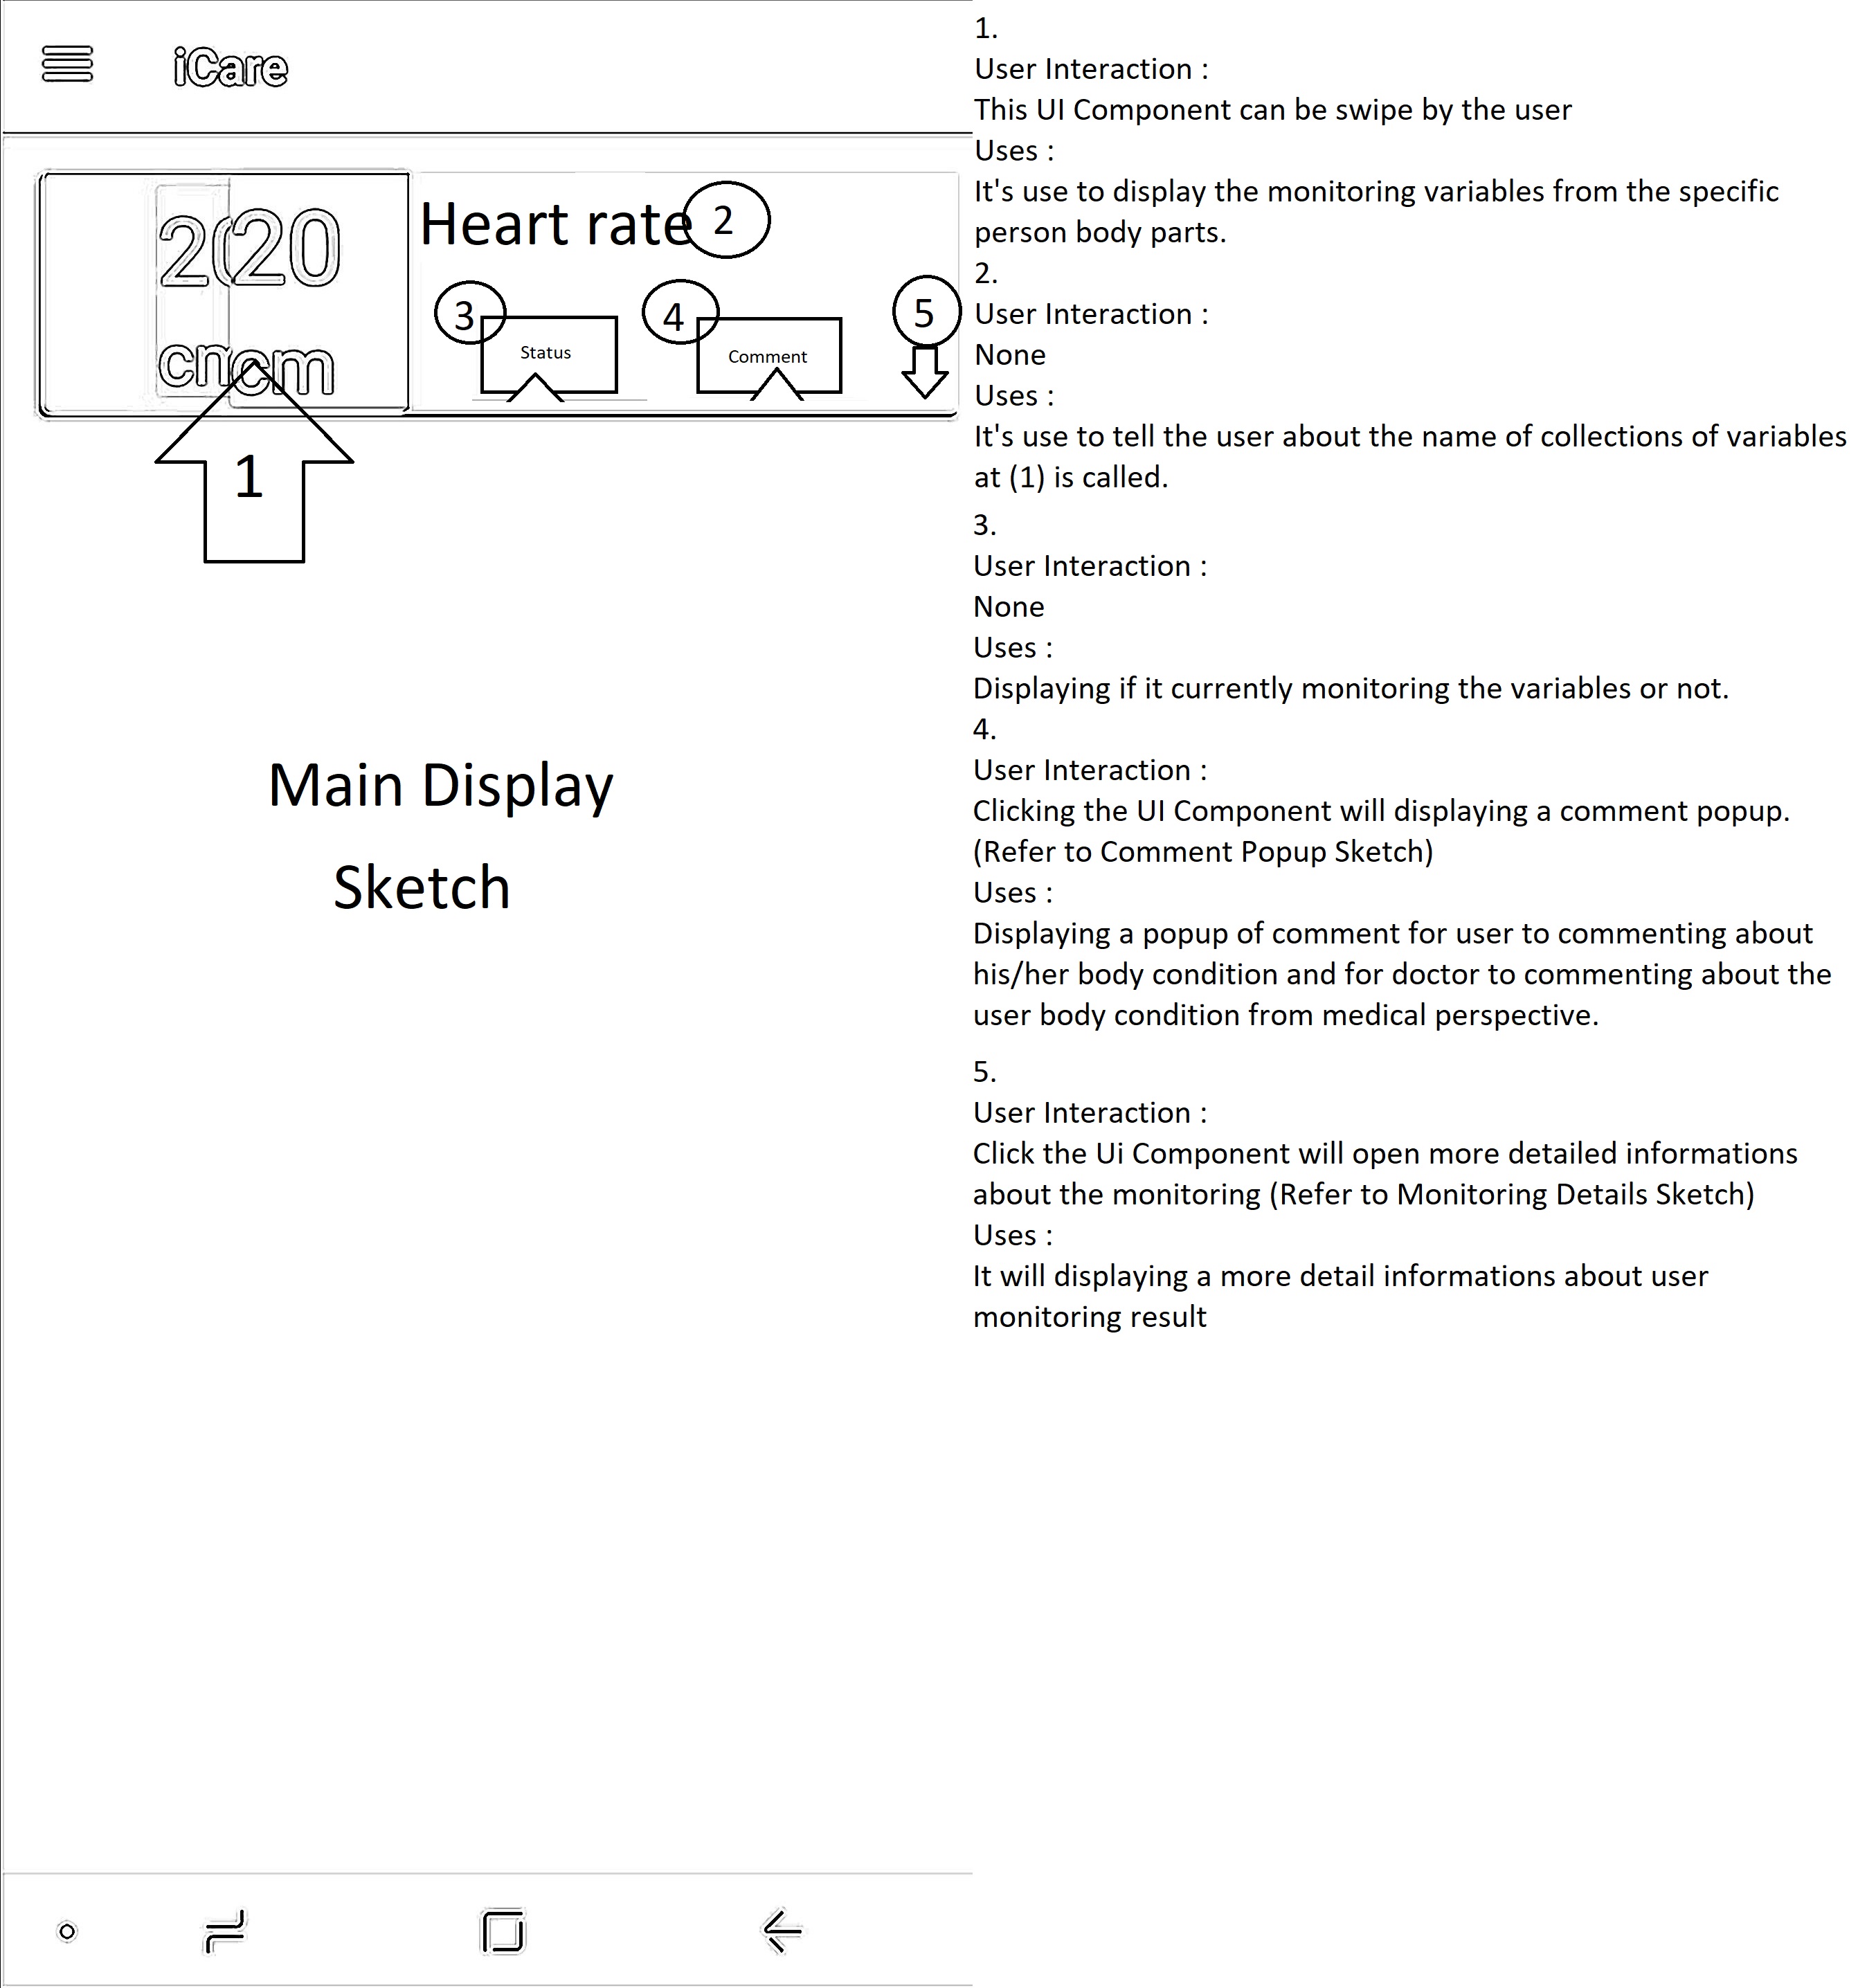 iCare
2020
cncm
Heart rate
2
3
4
5
Status
Comment
1
Main Display
Sketch
1.
User Interaction :
This UI Component can be swipe by the user
Uses :
It's use to display the monitoring variables from the specific
person body parts.
2.
User Interaction :
None
Uses :
It's use to tell the user about the name of collections of variables
at (1) is called.
3.
User Interaction :
None
Uses :
Displaying if it currently monitoring the variables or not.
4.
User Interaction :
Clicking the UI Component will displaying a comment popup.
(Refer to Comment Popup Sketch)
Uses :
Displaying a popup of comment for user to commenting about
his/her body condition and for doctor to commenting about the
user body condition from medical perspective.
5.
User Interaction :
Click the Ui Component will open more detailed informations
about the monitoring (Refer to Monitoring Details Sketch)
Uses :
It will displaying a more detail informations about user
monitoring result